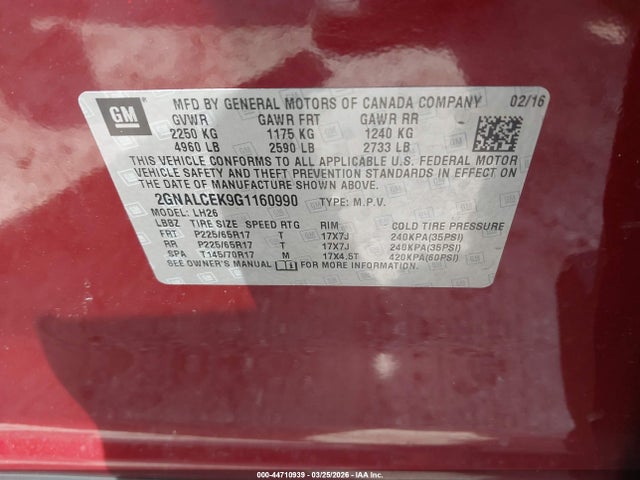 GM
MFD BY GENERAL MOTORS OF CANADA COMPANY 02/16
GVWR GAWR FRT GAWR RR
2250 KG 1175 KG 1240 KG
4960 LB 2590 LB 2733 LB
THIS VEHICLE CONFORMS TO ALL APPLICABLE U.S. FEDERAL MOTOR
VEHICLE SAFETY AND THEFT PREVENTION STANDARDS IN EFFECT ON
THE DATE OF MANUFACTURE SHOWN ABOVE.
2GNALCEK9G1160990 TYPE: M.P.V.
MODEL: LH26
LBBZ TIRE SIZE SPEED RTG RIM COLD TIRE PRESSURE
FRT P225/65R17 T 17X7J 240KPA(35PSI)
RR P225/65R17 T 17X7J 240KPA(35PSI)
SPA T145/70R17 M 17X4.5T 420KPA(60PSI)
SEE OWNER'S MANUAL FOR MORE INFORMATION.
000-44710939 - 03/25/2026 - IAA Corp.